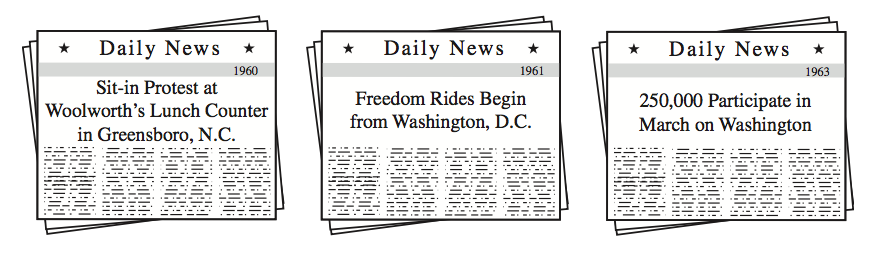 ★ Daily News ★
1960
Sit-in Protest at
Woolworth's Lunch Counter
in Greensboro, N.C.
★ Daily News ★
1961
Freedom Rides Begin
from Washington, D.C.
★ Daily News ★
1963
250,000 Participate in
March on Washington